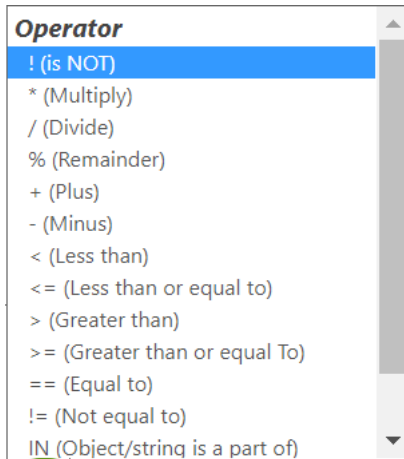 Operator
! (is NOT)
* (Multiply)
/ (Divide)
% (Remainder)
+ (Plus)
- (Minus)
< (Less than)
<= (Less than or equal to)
> (Greater than)
>= (Greater than or equal To)
== (Equal to)
!= (Not equal to)
IN (Object/string is a part of)